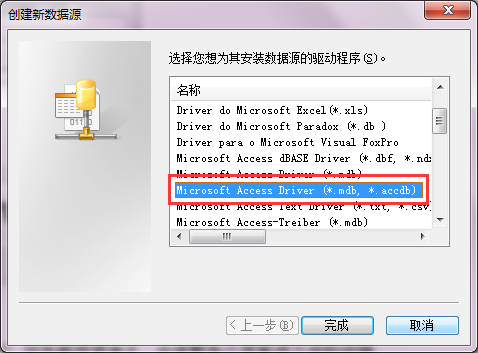 创建新数据源
选择您想为其安装数据源的驱动程序(S)。
名称
Driver do Microsoft Excel(*.xls)
Driver do Microsoft Paradox (*.db )
Driver para o Microsoft Visual FoxPro
Microsoft Access dBASE Driver (*.dbf, *.ndx
Microsoft Access Driver (*.mdb)
Microsoft Access Driver (*.mdb, *.accdb)
Microsoft Access Text Driver (*.txt, *.csv)
Microsoft Access-Treiber (*.mdb)
< 上一步(B)
完成
取消